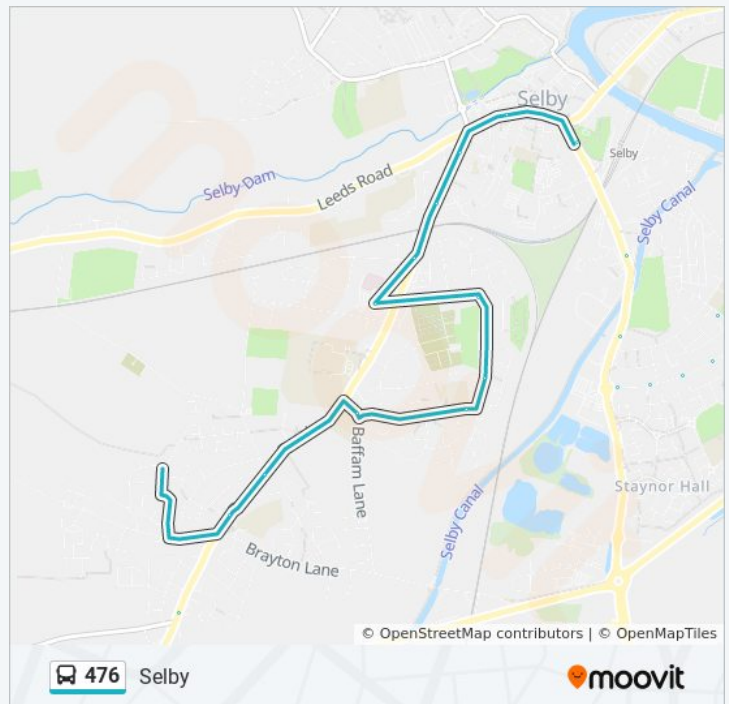 Selby
Selby
Selby Dam
Leeds Road
Selby Canal
Baffam Lane
Staynor Hall
Selby Canal
Brayton Lane
© OpenStreetMap contributors | © OpenMapTiles
476 Selby
moovit